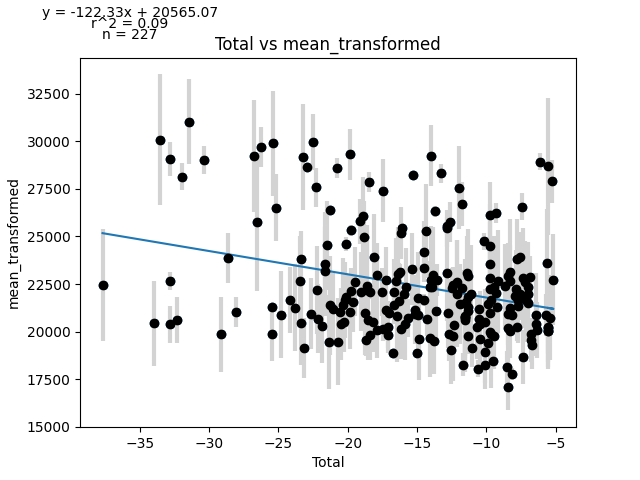 y = -122.33x + 20565.07
r^2 = 0.09
n = 227
Total vs mean_transformed
32500
30000
27500
25000
22500
20000
17500
15000
mean_transformed
−35 −30 −25 −20 −15 −10 −5
Total